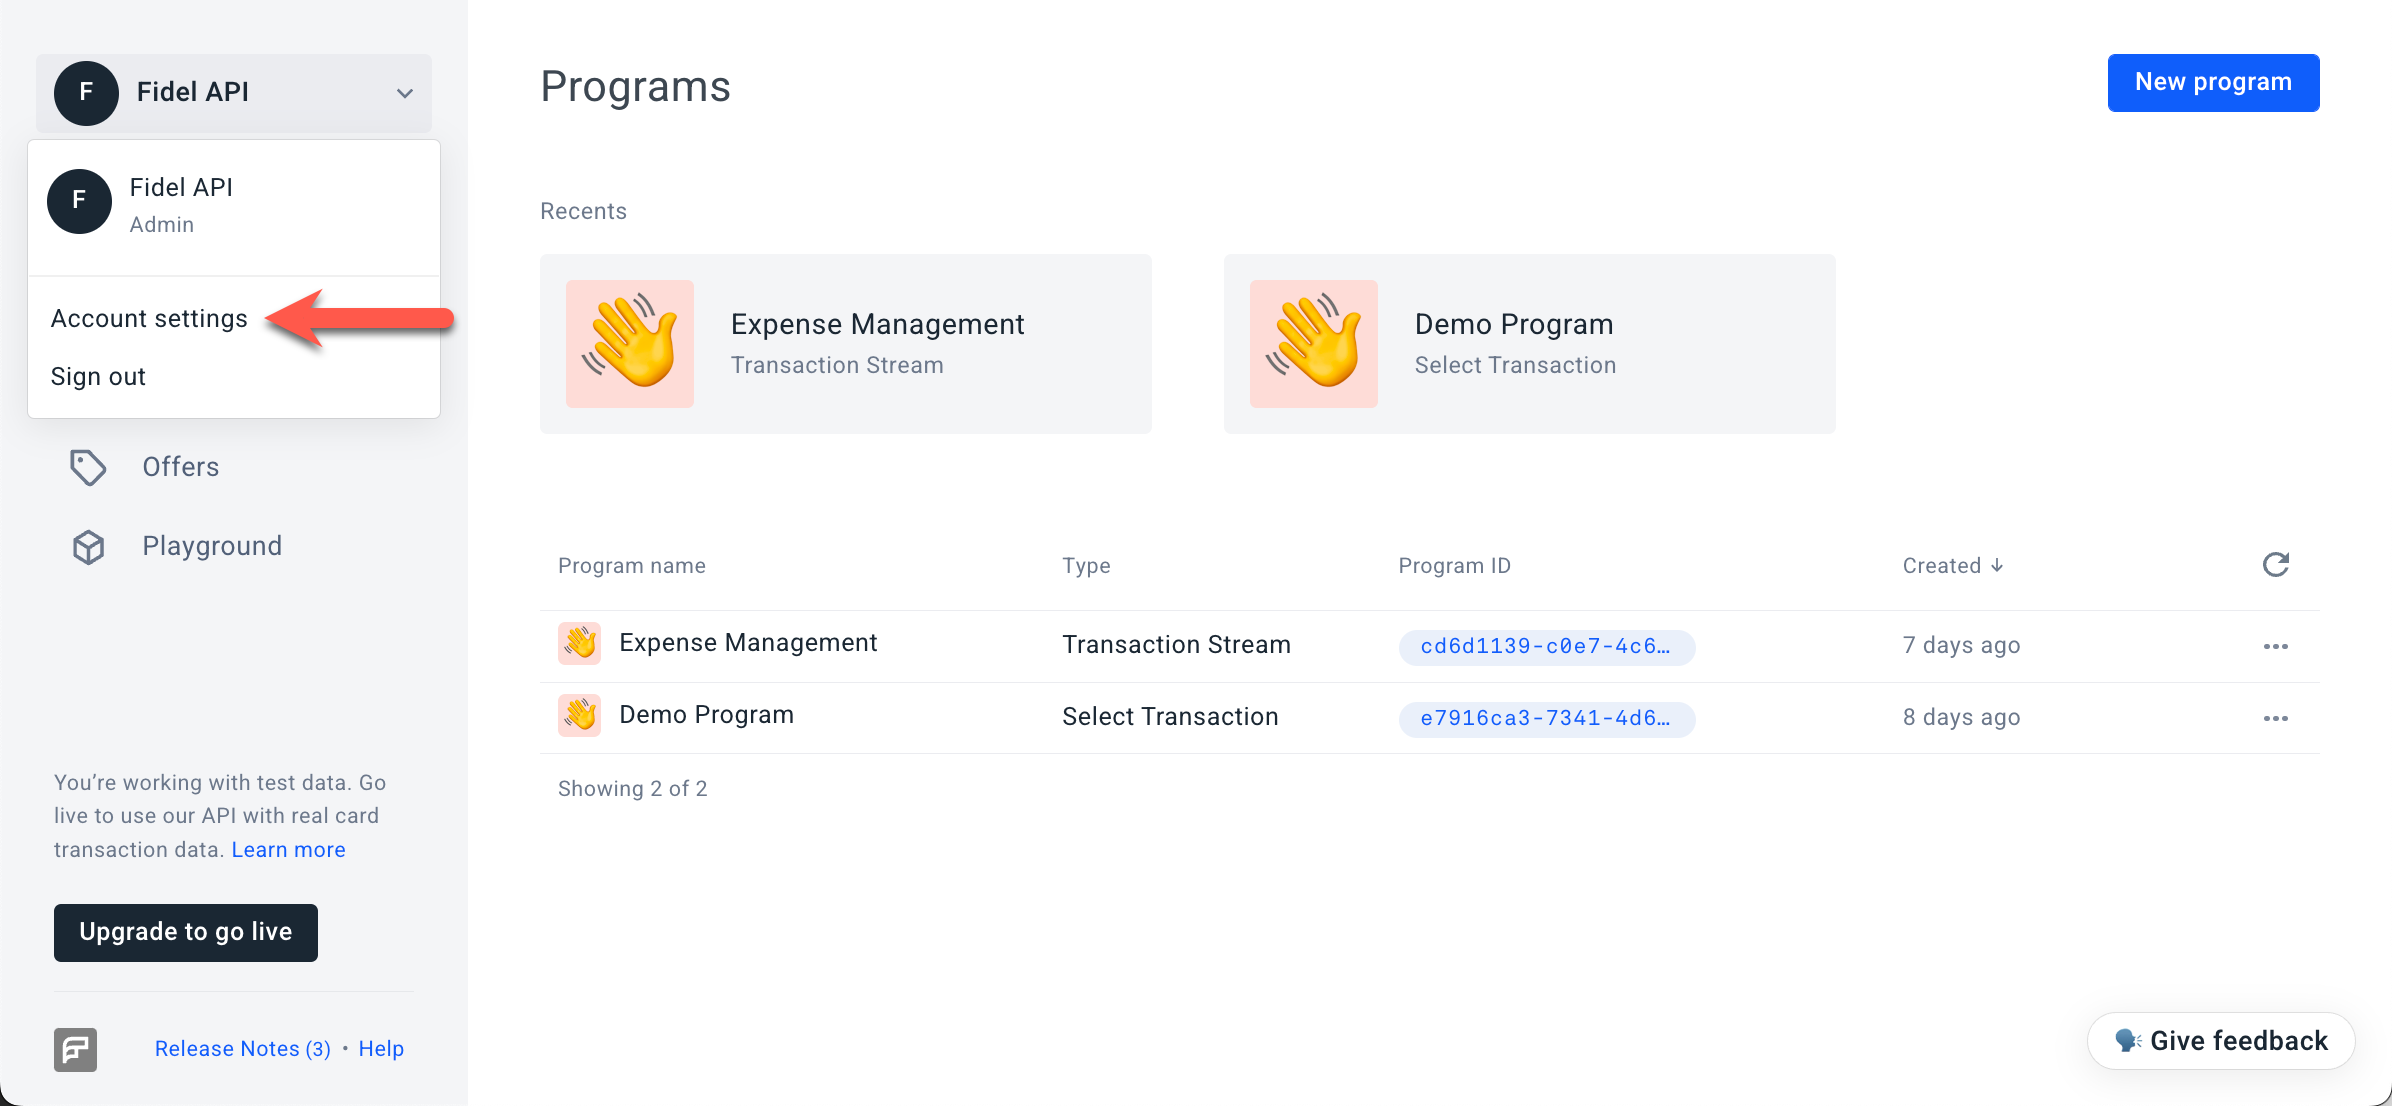 F
Fidel API
F
Fidel API
Admin
Account settings
Sign out
Offers
Playground
You’re working with test data. Go
live to use our API with real card
transaction data. Learn more
Upgrade to go live
Release Notes (3) • Help
Programs
New program
Recents
Expense Management
Transaction Stream
Demo Program
Select Transaction
Program name Type Program ID Created ↓
Expense Management Transaction Stream cd6d1139-c0e7-4c6… 7 days ago
Demo Program Select Transaction e7916ca3-7341-4d6… 8 days ago
Showing 2 of 2
Give feedback